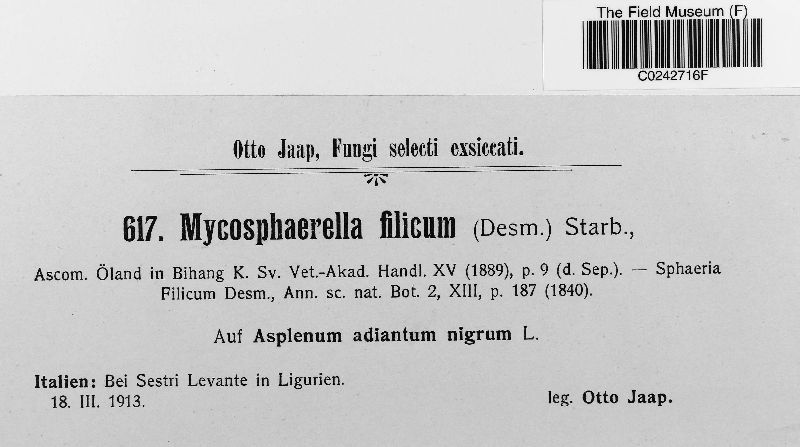 The Field Museum (F)
C0242716F
Otto Jaap, Fungi selecti exsiccati.
617. Mycosphaerella filicum (Desm.) Starb.,
Ascom. Öland in Bihang K. Sv. Vet.-Akad. Handl. XV (1889), p. 9 (d. Sep.). — Sphaeria
Filicum Desm., Ann. sc. nat. Bot. 2, XIII, p. 187 (1840).
Auf Asplenum adiantum nigrum L.
Italien: Bei Sestri Levante in Ligurien.
18. III. 1913.
leg. Otto Jaap.